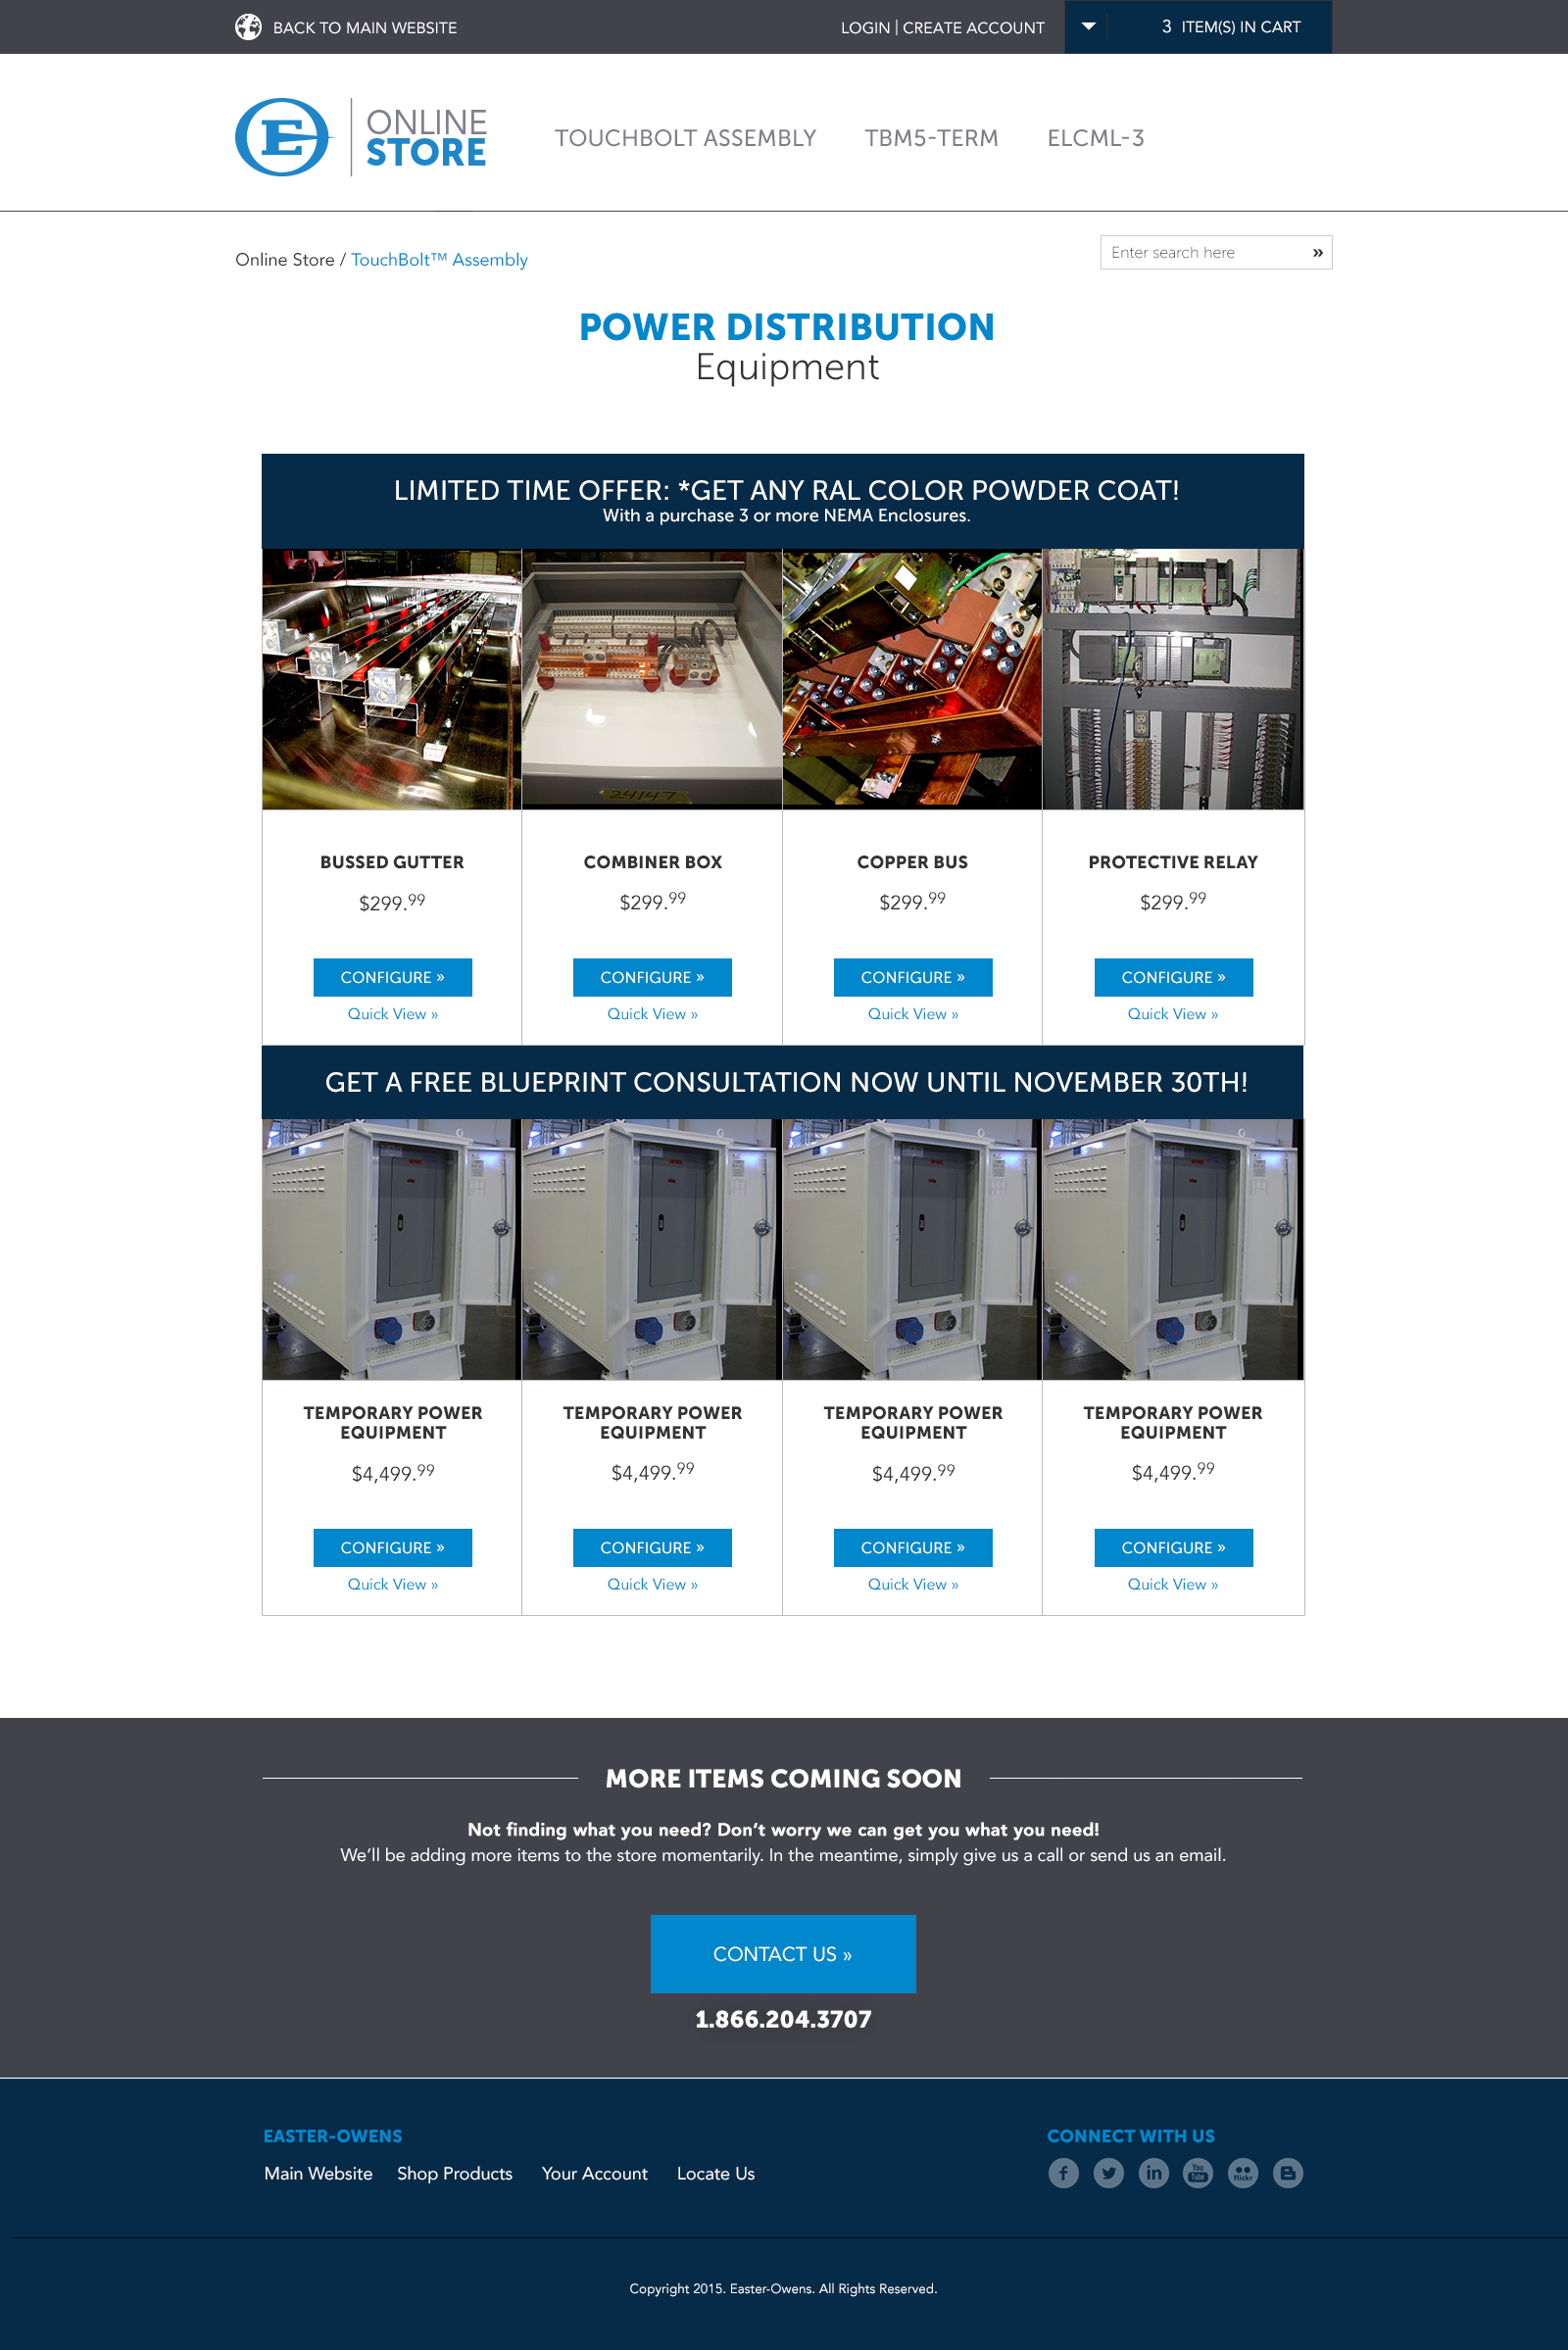 BACK TO MAIN WEBSITE
LOGIN | CREATE ACCOUNT
3 ITEM(S) IN CART
E
ONLINE
STORE
TOUCHBOLT ASSEMBLY
TBM5-TERM
ELCML-3
Online Store / TouchBolt™ Assembly
Enter search here »
POWER DISTRIBUTION
Equipment
LIMITED TIME OFFER: *GET ANY RAL COLOR POWDER COAT!
With a purchase 3 or more NEMA Enclosures.
24147
BUSSED GUTTER
$299.99
CONFIGURE »
Quick View »
COMBINER BOX
$299.99
CONFIGURE »
Quick View »
COPPER BUS
$299.99
CONFIGURE »
Quick View »
PROTECTIVE RELAY
$299.99
CONFIGURE »
Quick View »
GET A FREE BLUEPRINT CONSULTATION NOW UNTIL NOVEMBER 30TH!
TEMPORARY POWER
EQUIPMENT
$4,499.99
CONFIGURE »
Quick View »
TEMPORARY POWER
EQUIPMENT
$4,499.99
CONFIGURE »
Quick View »
TEMPORARY POWER
EQUIPMENT
$4,499.99
CONFIGURE »
Quick View »
TEMPORARY POWER
EQUIPMENT
$4,499.99
CONFIGURE »
Quick View »
MORE ITEMS COMING SOON
Not finding what you need? Don't worry we can get you what you need!
We'll be adding more items to the store momentarily. In the meantime, simply give us a call or send us an email.
CONTACT US »
1.866.204.3707
EASTER-OWENS
Main Website
Shop Products
Your Account
Locate Us
CONNECT WITH US
f
in
You
Tube
flickr
B
Copyright 2015. Easter-Owens. All Rights Reserved.